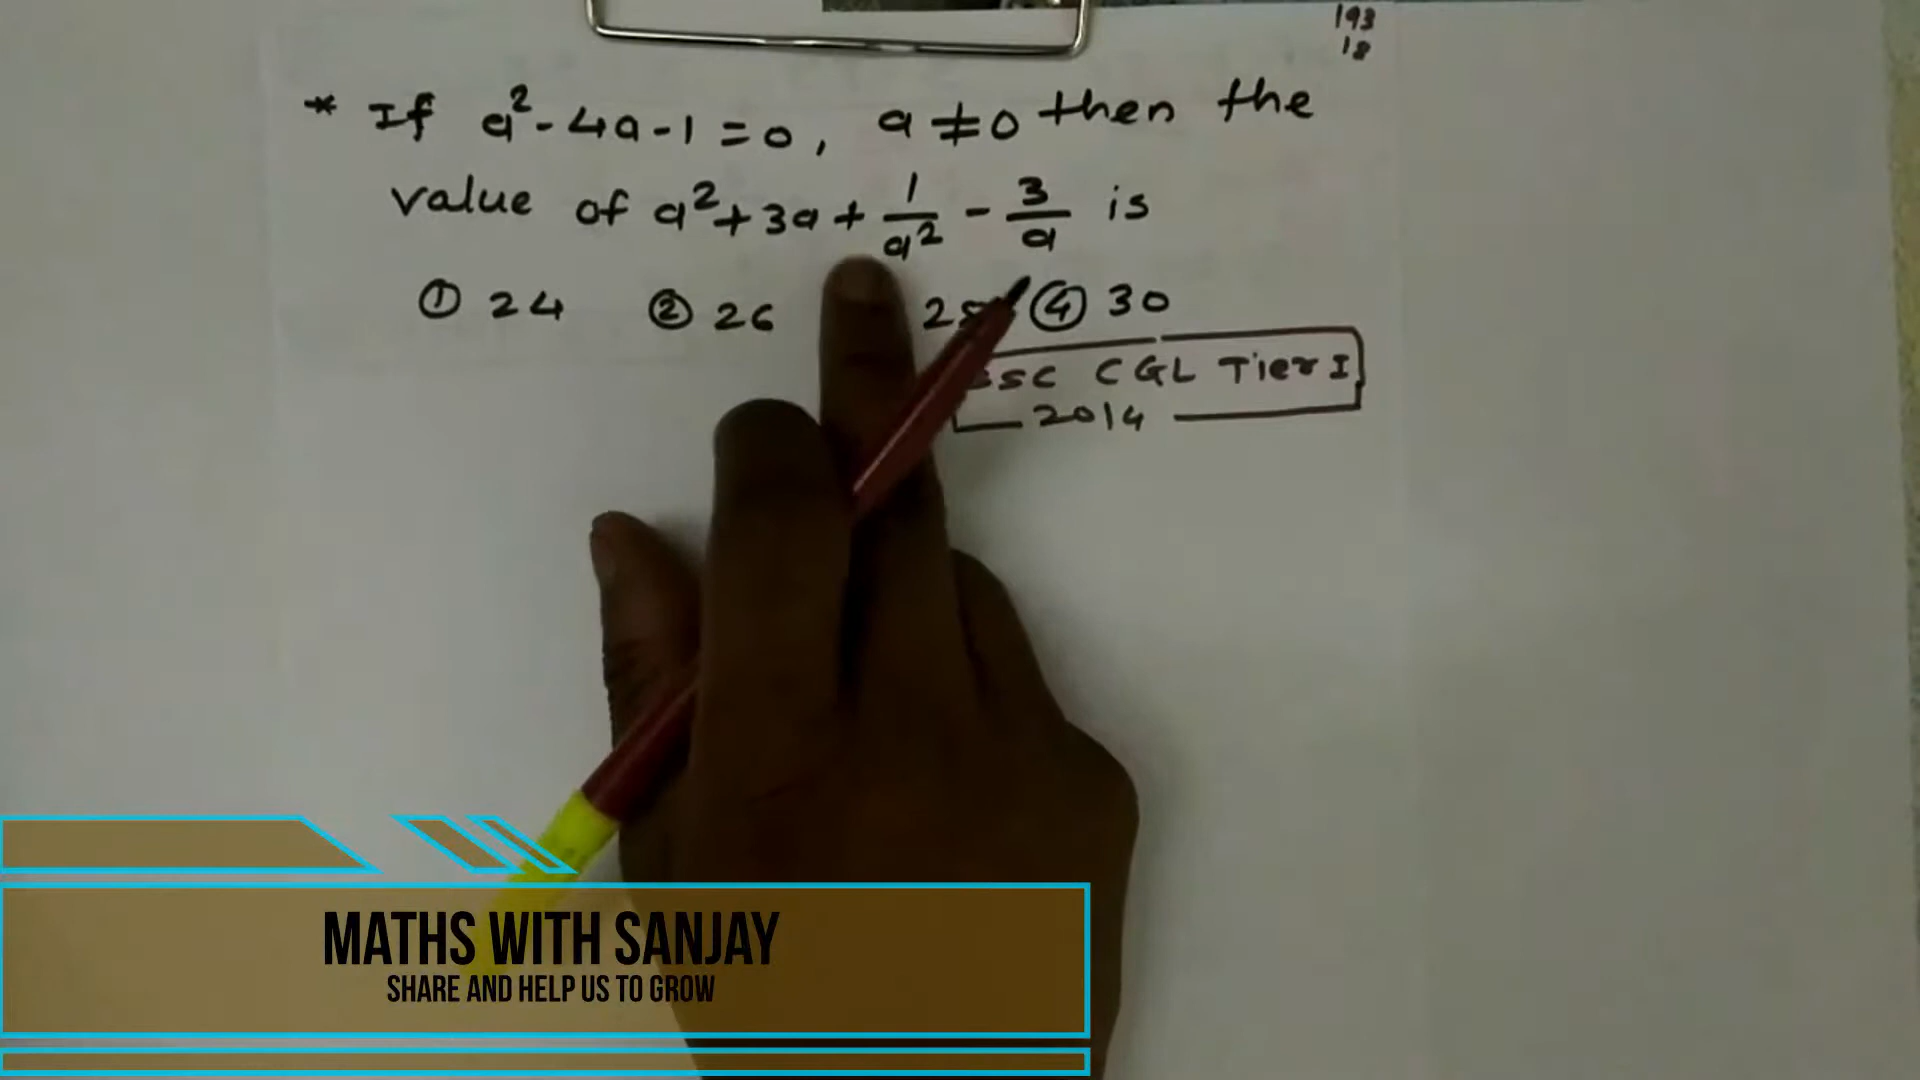 193
18
* If a²-4a-1=0, a≠0 then the
value of a²+3a+1/a²-3/a is
① 24 ② 26 ④ 30
SSC CGL Tier I
2014
MATHS WITH SANJAY
SHARE AND HELP US TO GROW